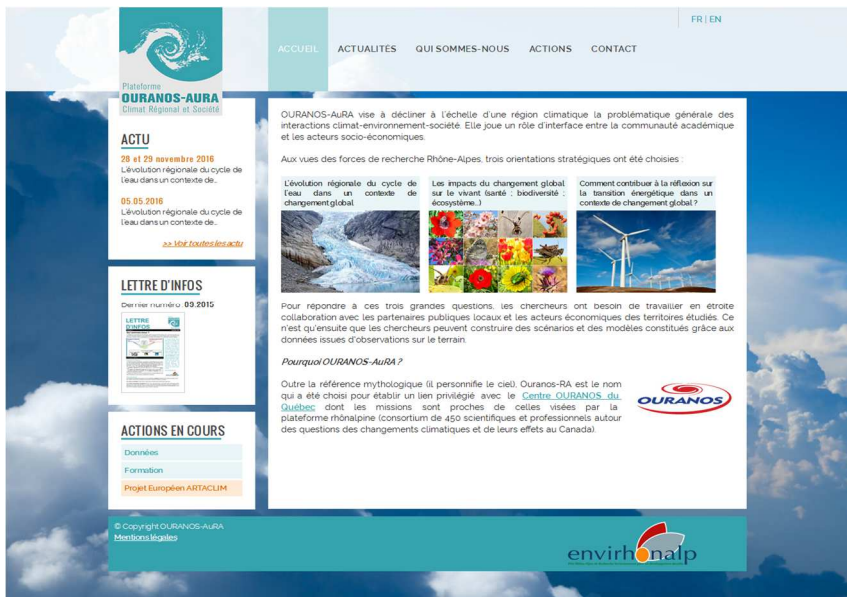 FR | EN
ACCUEIL
ACTUALITÉS
QUI SOMMES-NOUS
ACTIONS
CONTACT
Plateforme
OURANOS-AURA
Climat Régional et Société
ACTU
28 et 29 novembre 2016
L'évolution régionale du cycle de
l'eau dans un contexte de...
05.05.2016
L'évolution régionale du cycle de
l'eau dans un contexte de...
>> Voir toutes les actu
LETTRE D'INFOS
Dernier numéro : 09.2015
LETTRE
D'INFOS
ACTIONS EN COURS
Données
Formation
Projet Européen ARTACLIM
OURANOS-AuRA vise à décliner à l'échelle d'une région climatique la problématique générale des
interactions climat-environnement-société. Elle joue un rôle d'interface entre la communauté académique
et les acteurs socio-économiques.
Aux vues des forces de recherche Rhône-Alpes, trois orientations stratégiques ont été choisies :
L'évolution régionale du cycle de
l'eau dans un contexte de
changement global
Les impacts du changement global
sur le vivant (santé ; biodiversité ;
écosystème...)
Comment contribuer à la réflexion sur
la transition énergétique dans un
contexte de changement global ?
Pour répondre à ces trois grandes questions, les chercheurs ont besoin de travailler en étroite
collaboration avec les partenaires publiques locaux et les acteurs économiques des territoires étudiés. Ce
n'est qu'ensuite que les chercheurs peuvent construire des scénarios et des modèles constitués grâce aux
données issues d'observations sur le terrain.
Pourquoi OURANOS-AuRA ?
Outre la référence mythologique (il personnifie le ciel), Ouranos-RA est le nom
qui a été choisi pour établir un lien privilégié avec le Centre OURANOS du
Québec dont les missions sont proches de celles visées par la
plateforme rhônalpine (consortium de 450 scientifiques et professionnels autour
des questions des changements climatiques et de leurs effets au Canada).
OURANOS
© Copyright OURANOS-AuRA
Mentions légales
envirhonalp